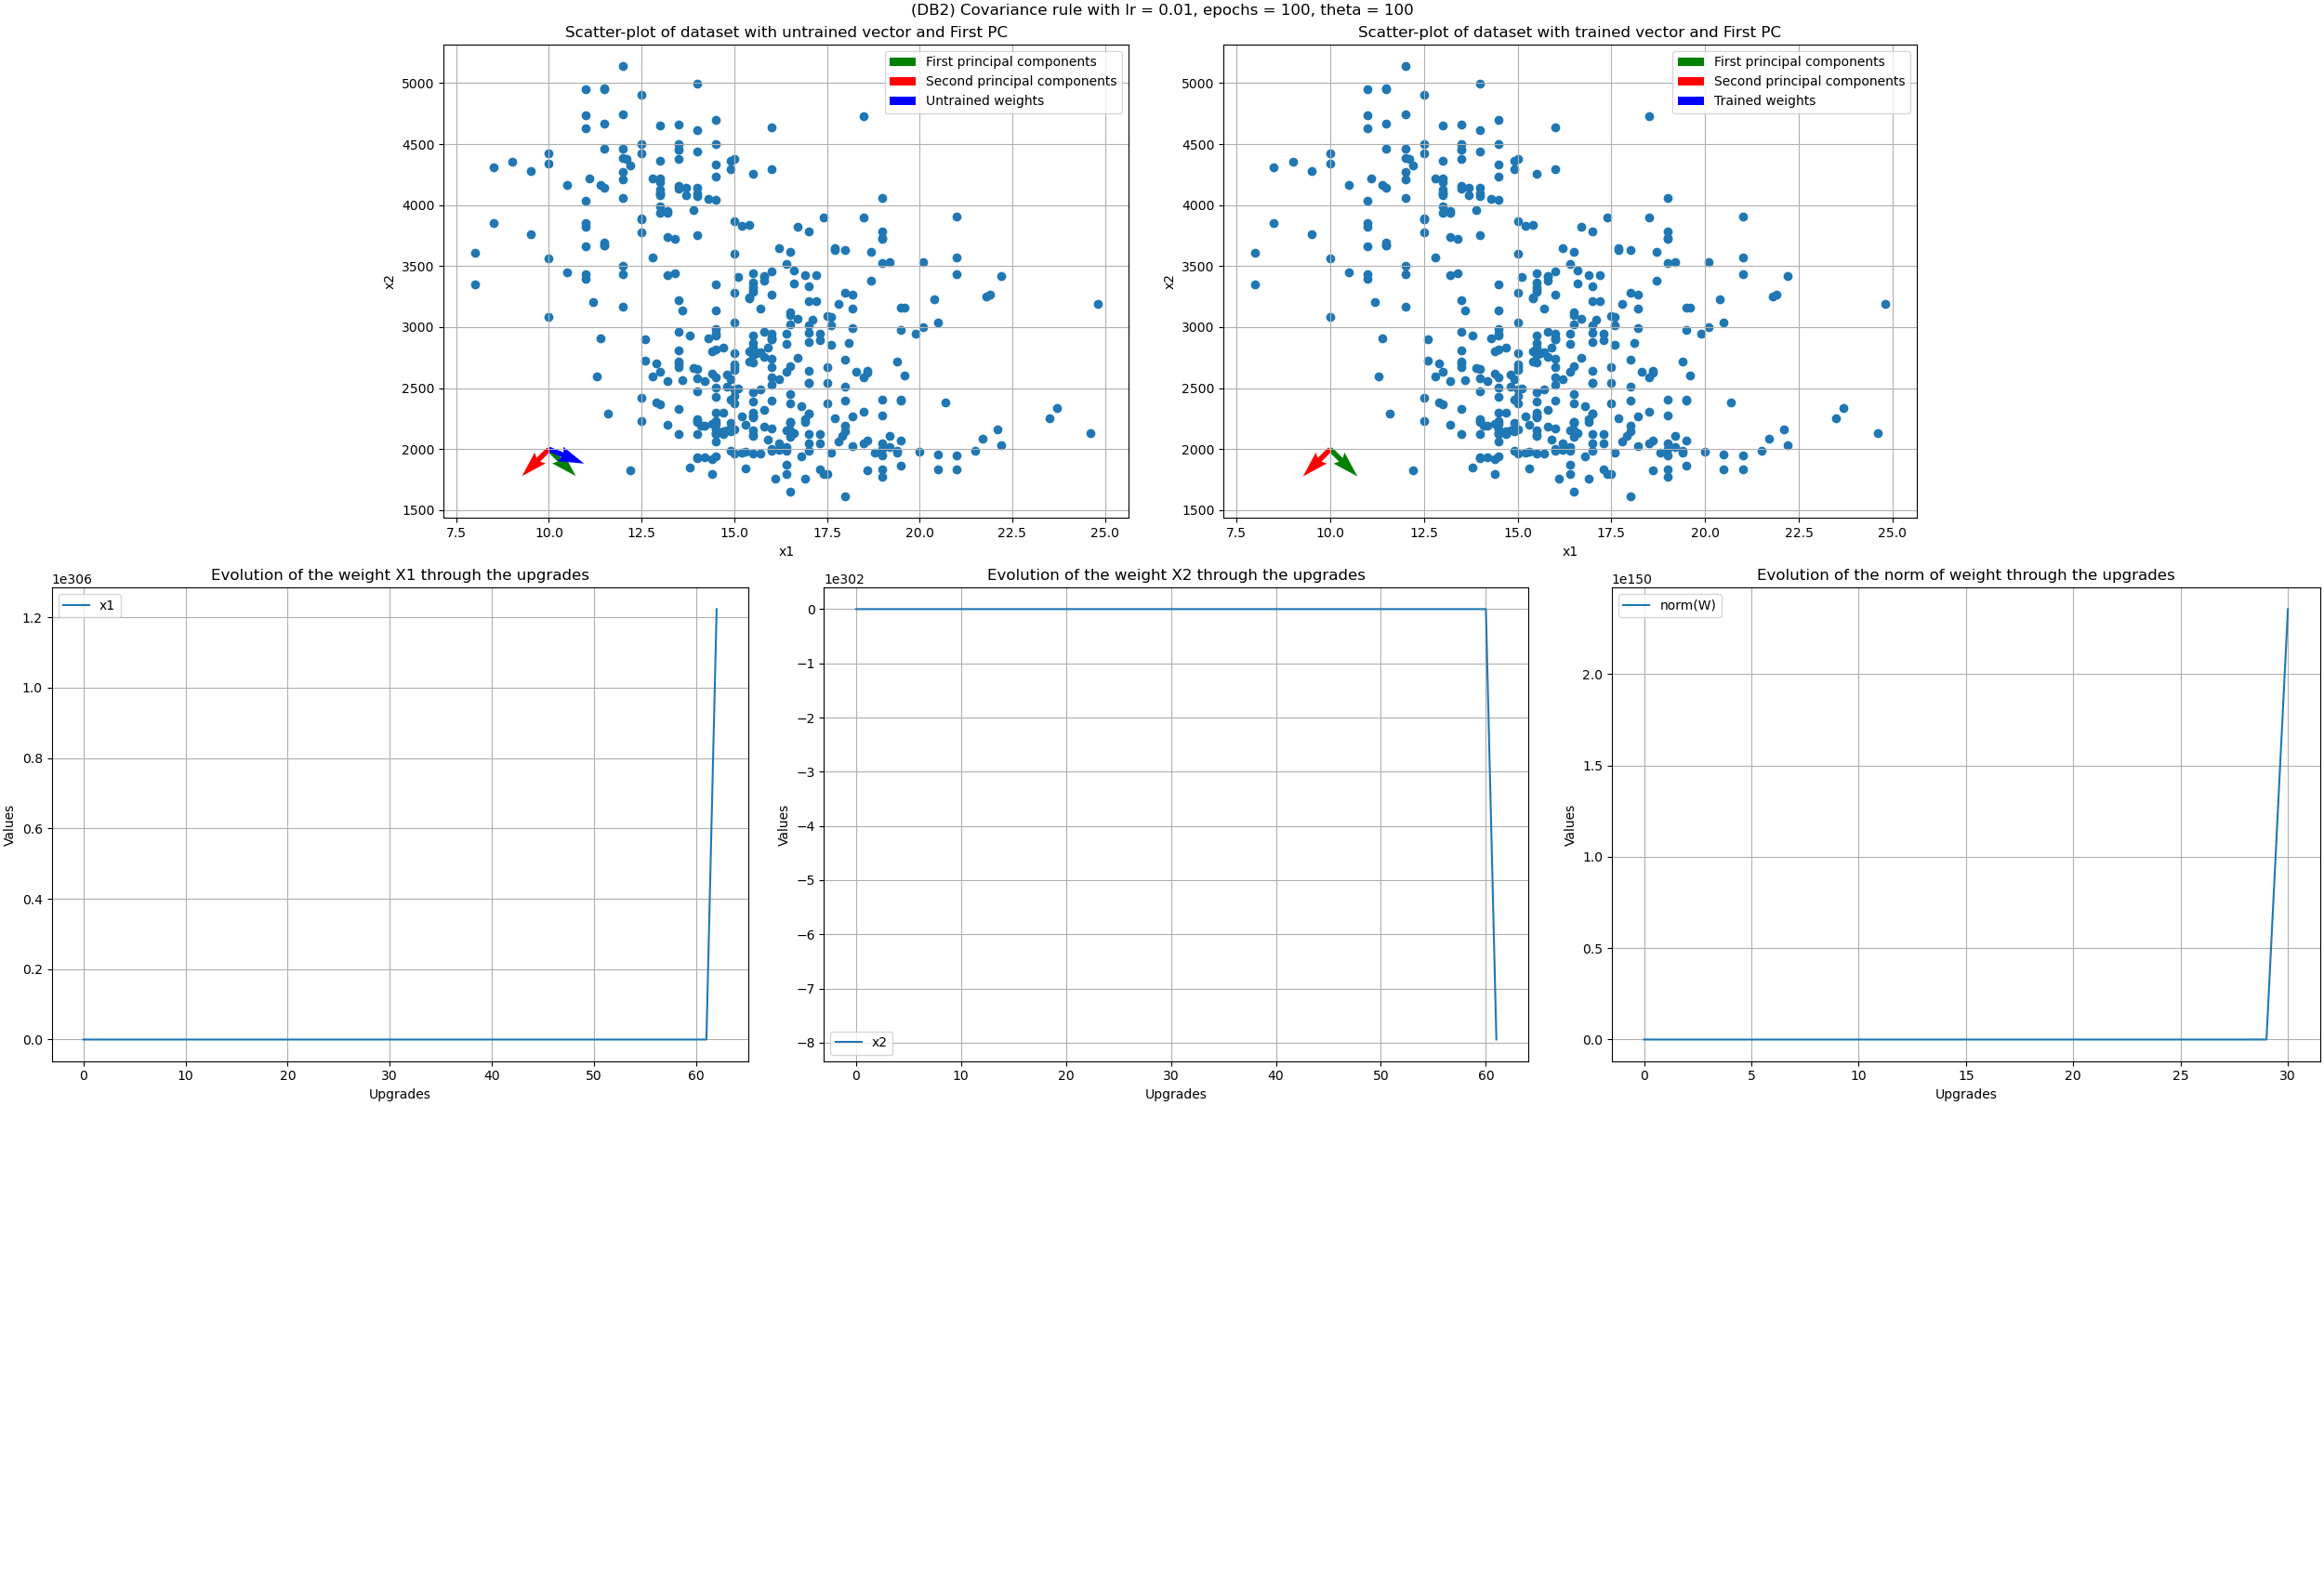 (DB2) Covariance rule with lr = 0.01, epochs = 100, theta = 100
Scatter-plot of dataset with untrained vector and First PC
First principal components
Second principal components
Untrained weights
x2
5000
4500
4000
3500
3000
2500
2000
1500
7.5 10.0 12.5 15.0 17.5 20.0 22.5 25.0
x1
Scatter-plot of dataset with trained vector and First PC
First principal components
Second principal components
Trained weights
x2
5000
4500
4000
3500
3000
2500
2000
1500
7.5 10.0 12.5 15.0 17.5 20.0 22.5 25.0
x1
Evolution of the weight X1 through the upgrades
1e306
x1
Values
1.2
1.0
0.8
0.6
0.4
0.2
0.0
0 10 20 30 40 50 60
Upgrades
Evolution of the weight X2 through the upgrades
1e302
Values
0
−1
−2
−3
−4
−5
−6
−7
−8
x2
0 10 20 30 40 50 60
Upgrades
Evolution of the norm of weight through the upgrades
1e150
norm(W)
Values
2.0
1.5
1.0
0.5
0.0
0 5 10 15 20 25 30
Upgrades